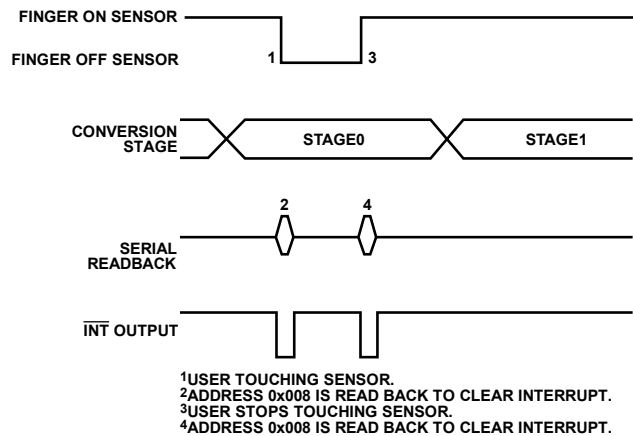 FINGER ON SENSOR
FINGER OFF SENSOR
1
3
CONVERSION
STAGE
STAGE0
STAGE1
2
4
SERIAL
READBACK
INT OUTPUT
1USER TOUCHING SENSOR.
2ADDRESS 0x008 IS READ BACK TO CLEAR INTERRUPT.
3USER STOPS TOUCHING SENSOR.
4ADDRESS 0x008 IS READ BACK TO CLEAR INTERRUPT.